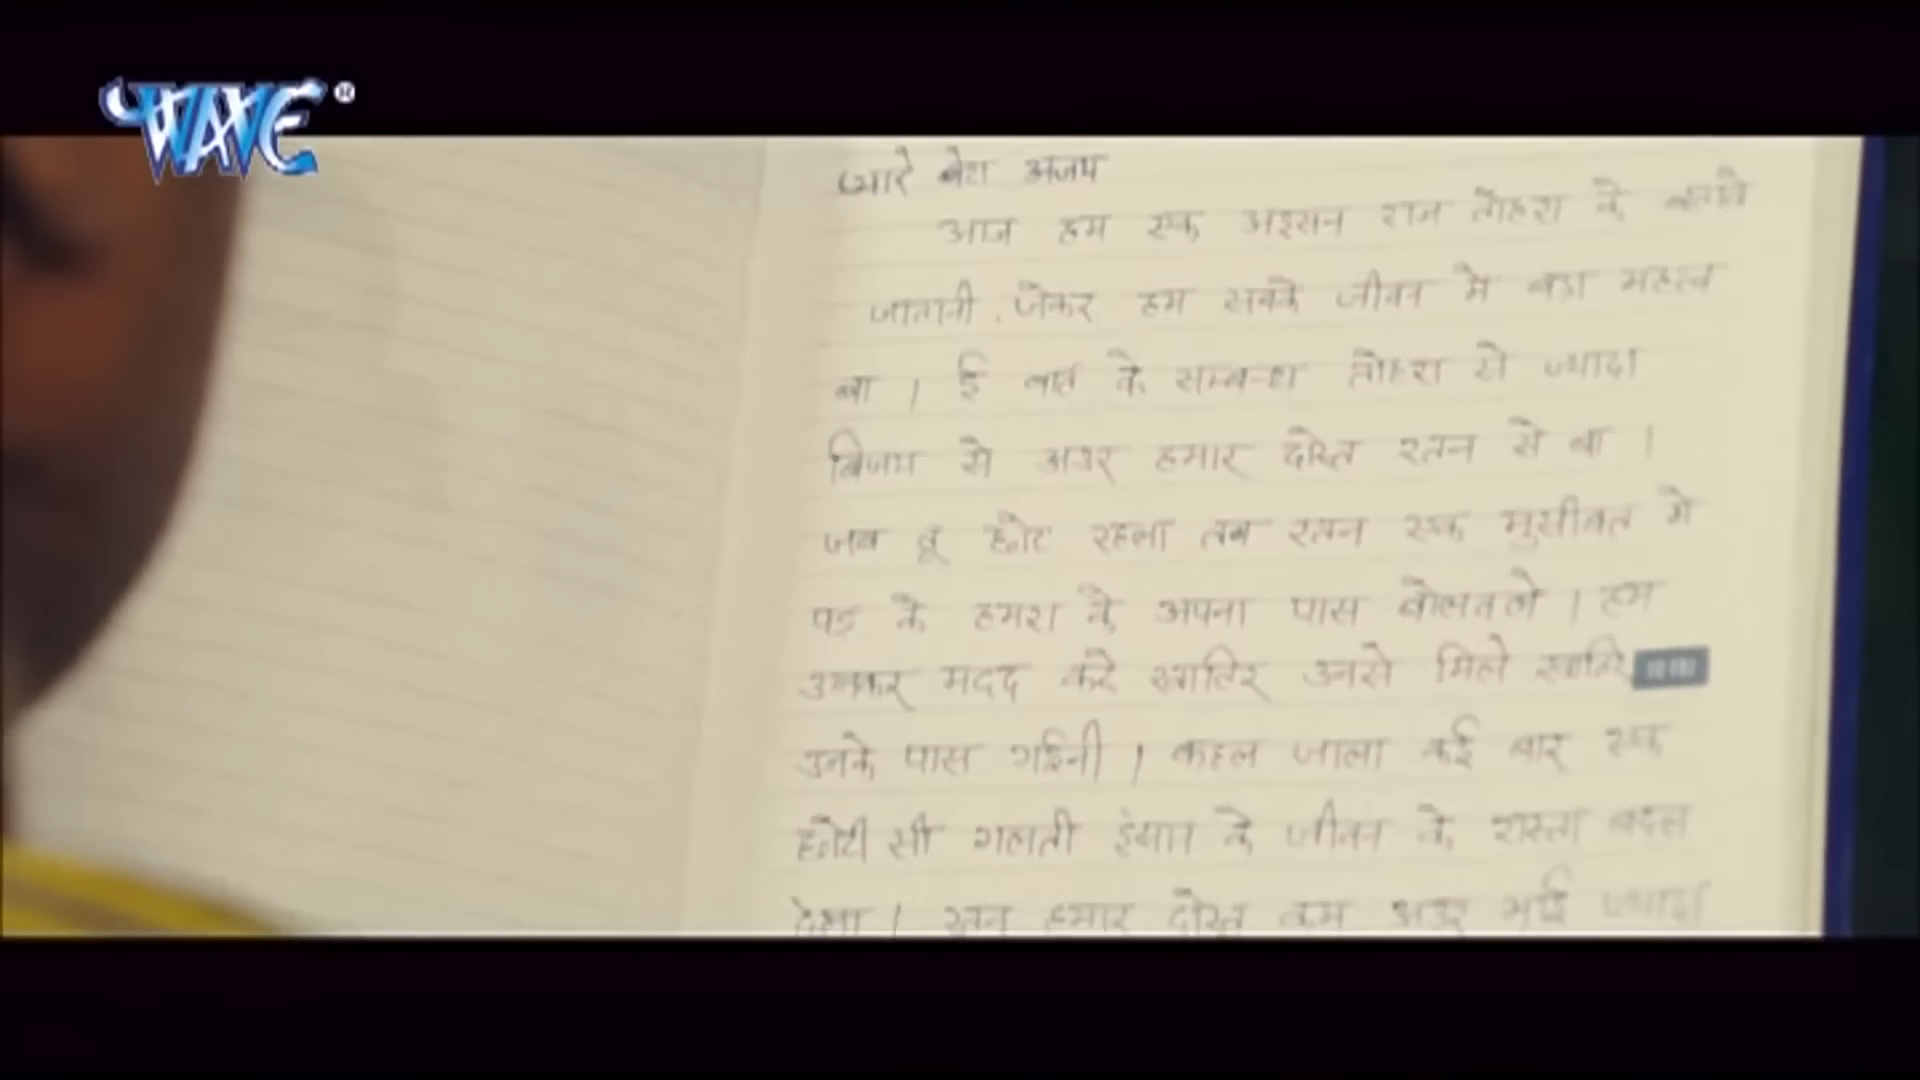 WAVE®
प्यारे बेटा अजय
आज हम एक अइसन राज तोहरा के बतावे
जातानी . जेकर हम सबके जीवन मे बडा महत्व
बा । ई बात के सम्बन्ध तोहरा से ज्यादा
विजय से अउर हमार दोस्त रतन से बा ।
जब तू छोट रहला तब रतन एक मुसीबत मे
पड के हमरा के अपना पास बोलवले । हम
उनकर मदद करे खातिर उनसे मिले खातिर
उनके पास गईनी । कहल जाला कई बार एक
छोटी सी गलती इंसान के जीवन के रास्ता बदल
देला । रतन हमार दोस्त कम अउर भाई ज्यादा